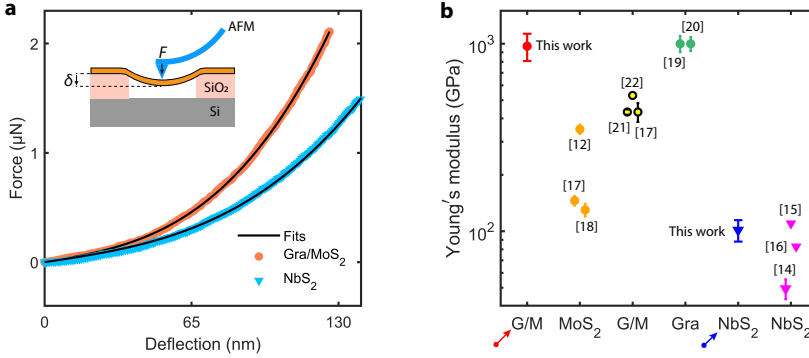 a
AFM
F
δ
SiO₂
Si
Force (μN)
2
1
0
Fits
Gra/MoS₂
NbS₂
0 65 130
Deflection (nm)
b
Young′s modulus (GPa)
10³
10²
This work
[20]
[19]
[22]
[21] [17]
[12]
[17]
[18]
This work
[15]
[16]
[14]
G/M MoS₂ G/M Gra NbS₂ NbS₂